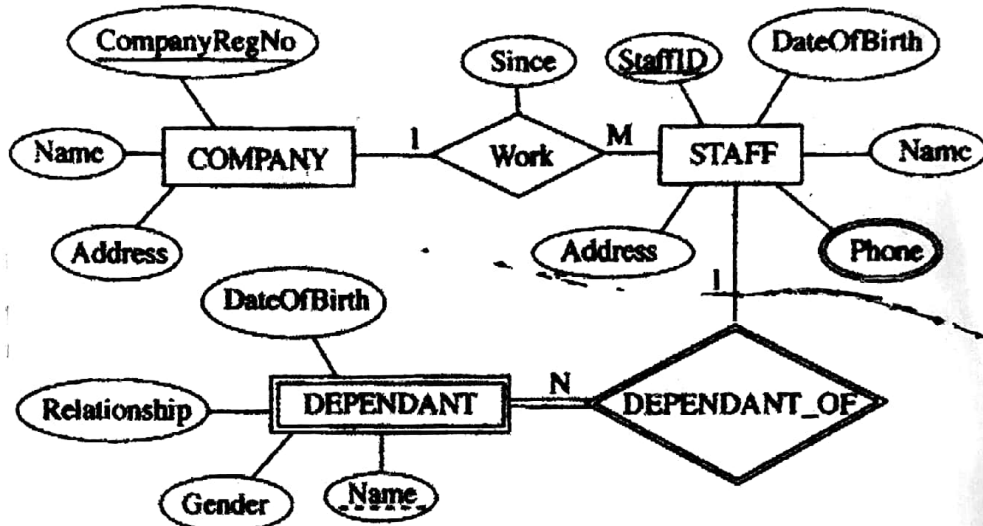 CompanyRegNo
Since
StaffID
DateOfBirth
Name
COMPANY
1
Work
M
STAFF
Name
Address
Address
Phone
DateOfBirth
1
Relationship
DEPENDANT
N
DEPENDANT_OF
Gender
Name